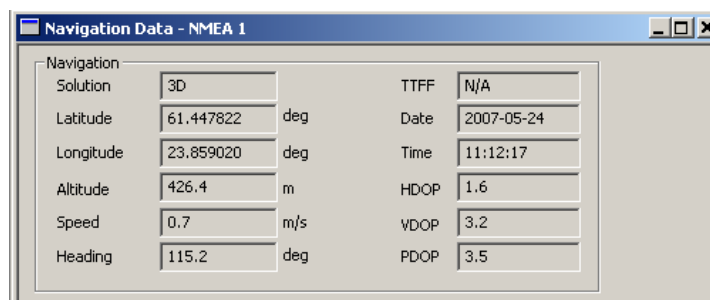 Navigation Data - NMEA 1
Navigation
Solution 3D TTFF N/A
Latitude 61.447822 deg Date 2007-05-24
Longitude 23.859020 deg Time 11:12:17
Altitude 426.4 m HDOP 1.6
Speed 0.7 m/s VDOP 3.2
Heading 115.2 deg PDOP 3.5